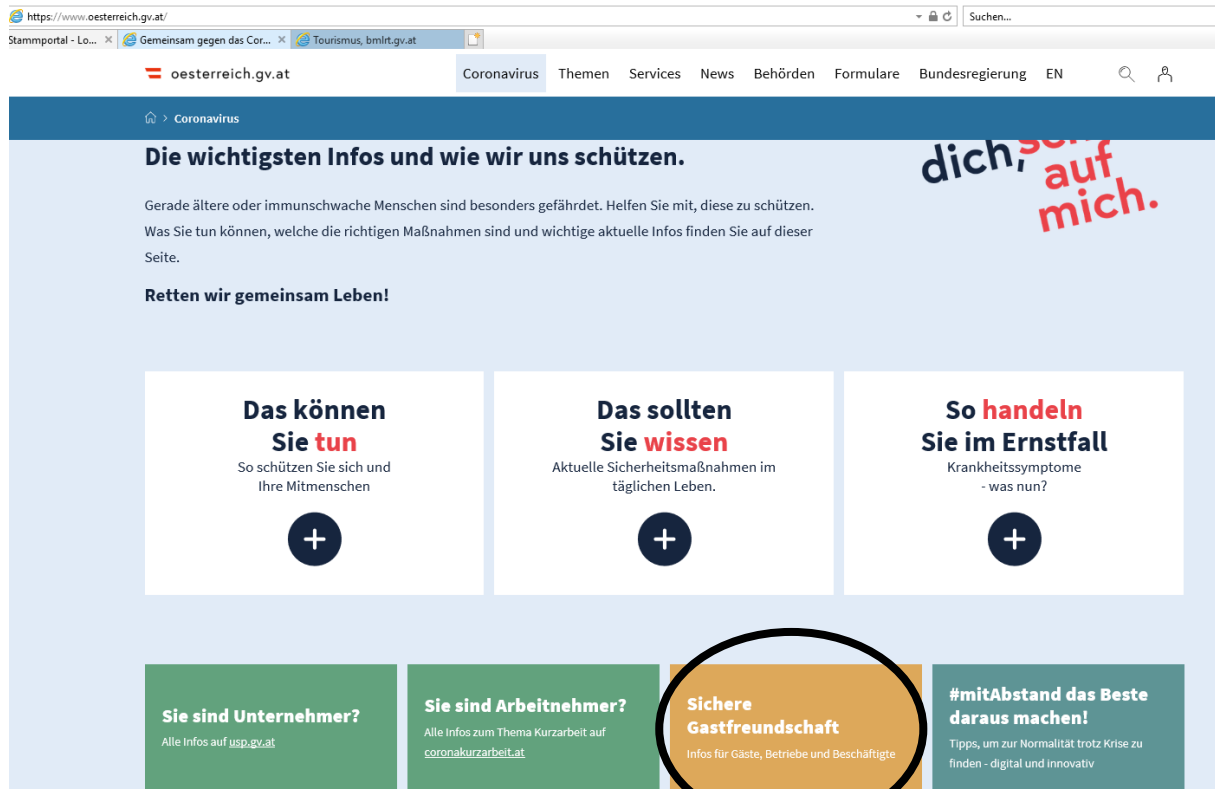 https://www.oesterreich.gv.at/
Suchen...
Stammportal - Lo...
Gemeinsam gegen das Cor...
Tourismus, bmlrt.gv.at
oesterreich.gv.at
Coronavirus Themen Services News Behörden Formulare Bundesregierung EN
> Coronavirus
Die wichtigsten Infos und wie wir uns schützen.
dich,
auf
mich.
Gerade ältere oder immunschwache Menschen sind besonders gefährdet. Helfen Sie mit, diese zu schützen.
Was Sie tun können, welche die richtigen Maßnahmen sind und wichtige aktuelle Infos finden Sie auf dieser
Seite.
Retten wir gemeinsam Leben!
Das können
Sie tun
So schützen Sie sich und
Ihre Mitmenschen
Das sollten
Sie wissen
Aktuelle Sicherheitsmaßnahmen im
täglichen Leben.
So handeln
Sie im Ernstfall
Krankheitssymptome
- was nun?
Sie sind Unternehmer?
Alle Infos auf usp.gv.at
Sie sind Arbeitnehmer?
Alle Infos zum Thema Kurzarbeit auf
coronakurzarbeit.at
Sichere
Gastfreundschaft
Infos für Gäste, Betriebe und Beschäftigte
#mitAbstand das Beste
daraus machen!
Tipps, um zur Normalität trotz Krise zu
finden - digital und innovativ